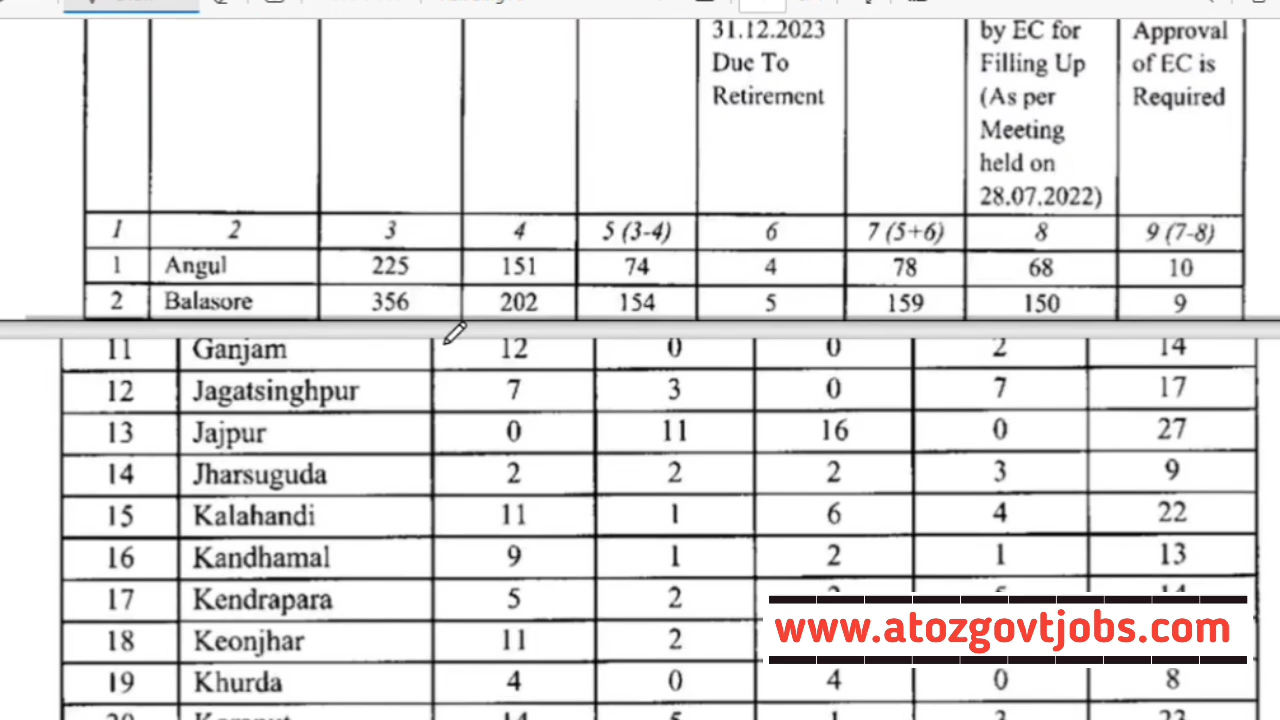 31.12.2023
Due To
Retirement
by EC for
Filling Up
(As per
Meeting
held on
28.07.2022)
Approval
of EC is
Required
1 2 3 4 5 (3-4) 6 7 (5+6) 8 9 (7-8)
1 Angul 225 151 74 4 78 68 10
2 Balasore 356 202 154 5 159 150 9
11 Ganjam 12 0 0 2 14
12 Jagatsinghpur 7 3 0 7 17
13 Jajpur 0 11 16 0 27
14 Jharsuguda 2 2 2 3 9
15 Kalahandi 11 1 6 4 22
16 Kandhamal 9 1 2 1 13
17 Kendrapara 5 2
www.atozgovtjobs.com
18 Keonjhar 11 2
19 Khurda 4 0 4 0 8